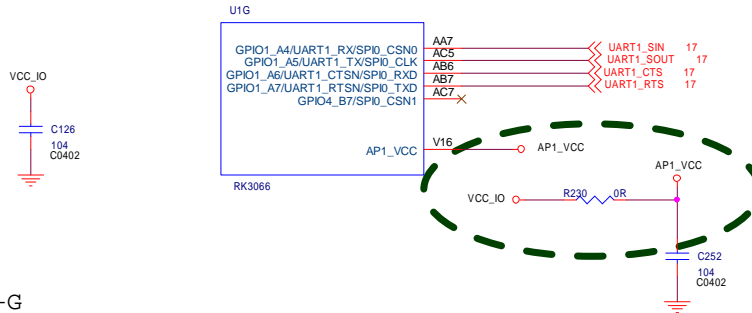 U1G
GPIO1_A4/UART1_RX/SPI0_CSN0 AA7 UART1_SIN 17
GPIO1_A5/UART1_TX/SPI0_CLK AC5 UART1_SOUT 17
GPIO1_A6/UART1_CTSN/SPI0_RXD AB6 UART1_CTS 17
GPIO1_A7/UART1_RTSN/SPI0_TXD AB7 UART1_RTS 17
GPIO4_B7/SPI0_CSN1 AC7
VCC_IO
C126
104
C0402
AP1_VCC V16 AP1_VCC
RK3066
AP1_VCC
VCC_IO R230 0R
C252
104
C0402
-G